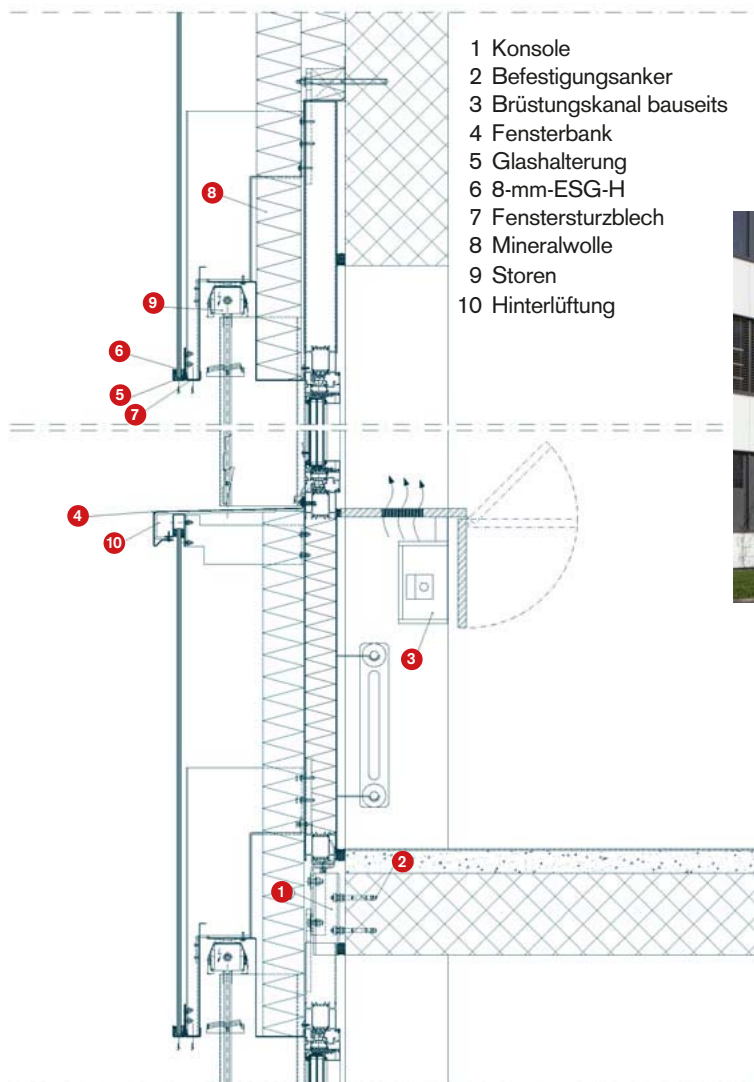 1 Konsole
2 Befestigungsanker
3 Brüstungskanal bauseits
4 Fensterbank
5 Glashalterung
6 8-mm-ESG-H
7 Fenstersturzblech
8 Mineralwolle
9 Storen
10 Hinterlüftung
8
9
6
5
7
4
10
3
2
1